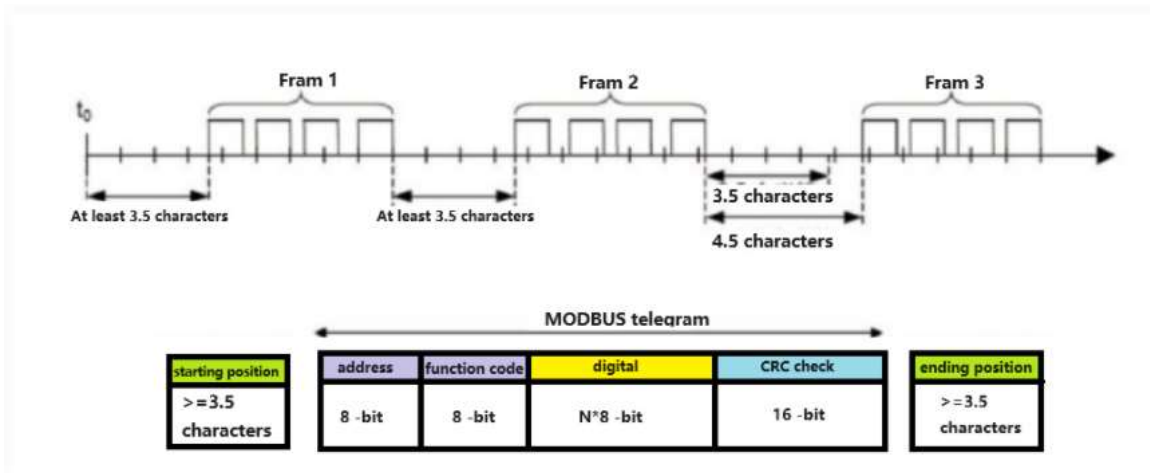 Fram 1
Fram 2
Fram 3
t0
At least 3.5 characters
At least 3.5 characters
3.5 characters
4.5 characters
MODBUS telegram
starting position
address
function code
digital
CRC check
ending position
>=3.5
characters
8 -bit
8 -bit
N*8 -bit
16 -bit
>=3.5
characters